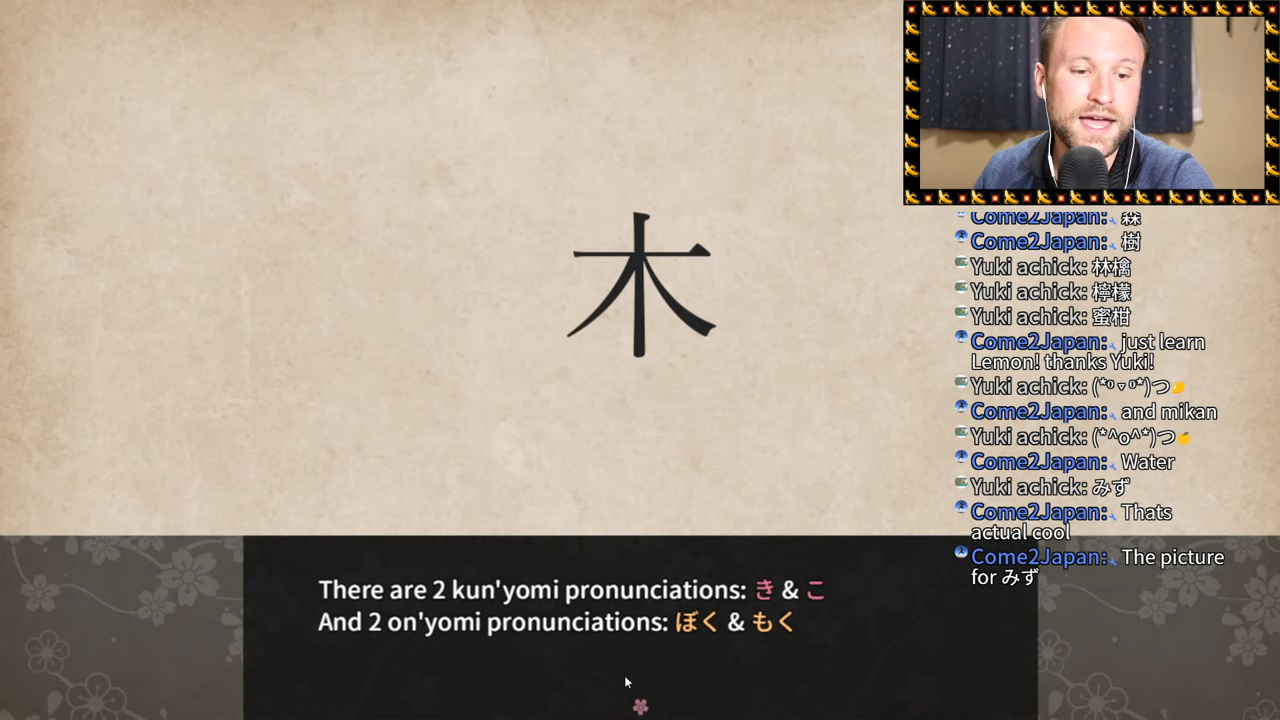 木
There are 2 kun'yomi pronunciations: き & こ
And 2 on'yomi pronunciations: ぼく & もく
Come2Japan: 森
Come2Japan: 樹
Yuki achick: 林檎
Yuki achick: 檸檬
Yuki achick: 蜜柑
Come2Japan: just learn
Lemon! thanks Yuki!
Yuki achick: (*º▿º*)つ🍋
Come2Japan: and mikan
Yuki achick: (*^o^*)つ🍊
Come2Japan: Water
Yuki achick: みず
Come2Japan: Thats
actual cool
Come2Japan: The picture
for みず